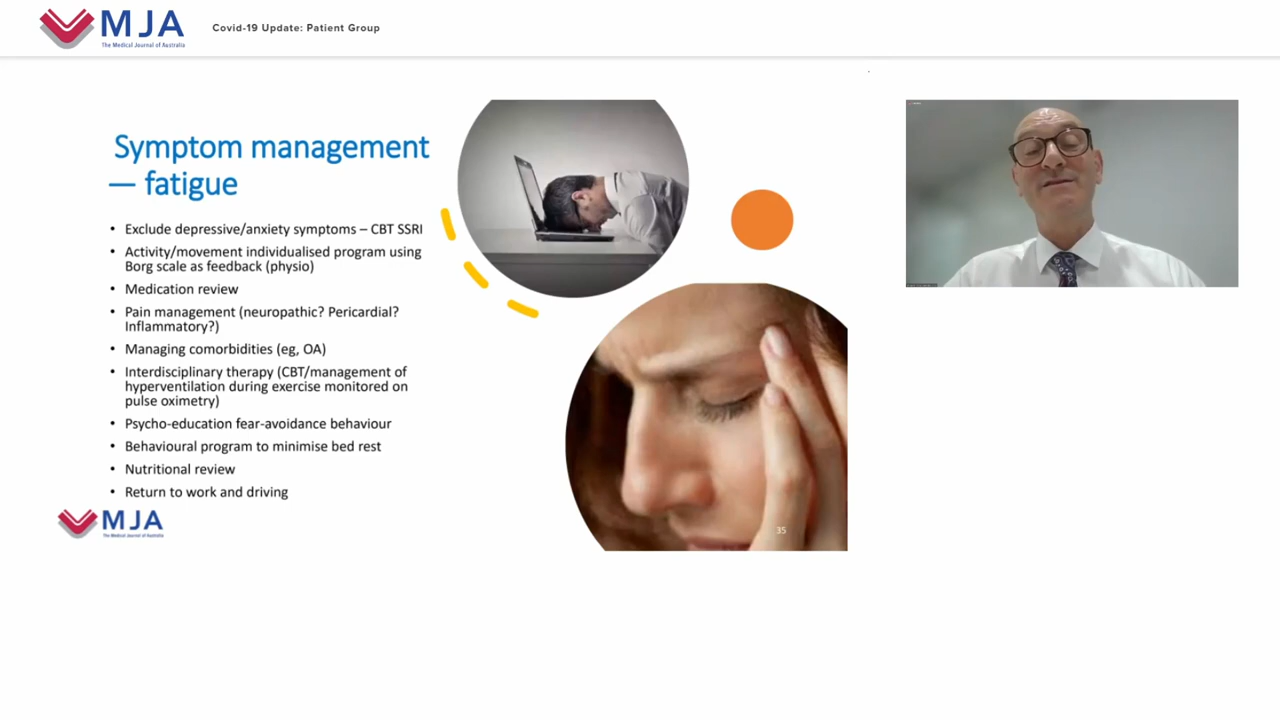 MJA
The Medical Journal of Australia
Covid-19 Update: Patient Group
Symptom management
— fatigue
• Exclude depressive/anxiety symptoms – CBT SSRI
• Activity/movement individualised program using
Borg scale as feedback (physio)
• Medication review
• Pain management (neuropathic? Pericardial?
Inflammatory?)
• Managing comorbidities (eg, OA)
• Interdisciplinary therapy (CBT/management of
hyperventilation during exercise monitored on
pulse oximetry)
• Psycho-education fear-avoidance behaviour
• Behavioural program to minimise bed rest
• Nutritional review
• Return to work and driving
MJA
The Medical Journal of Australia
35